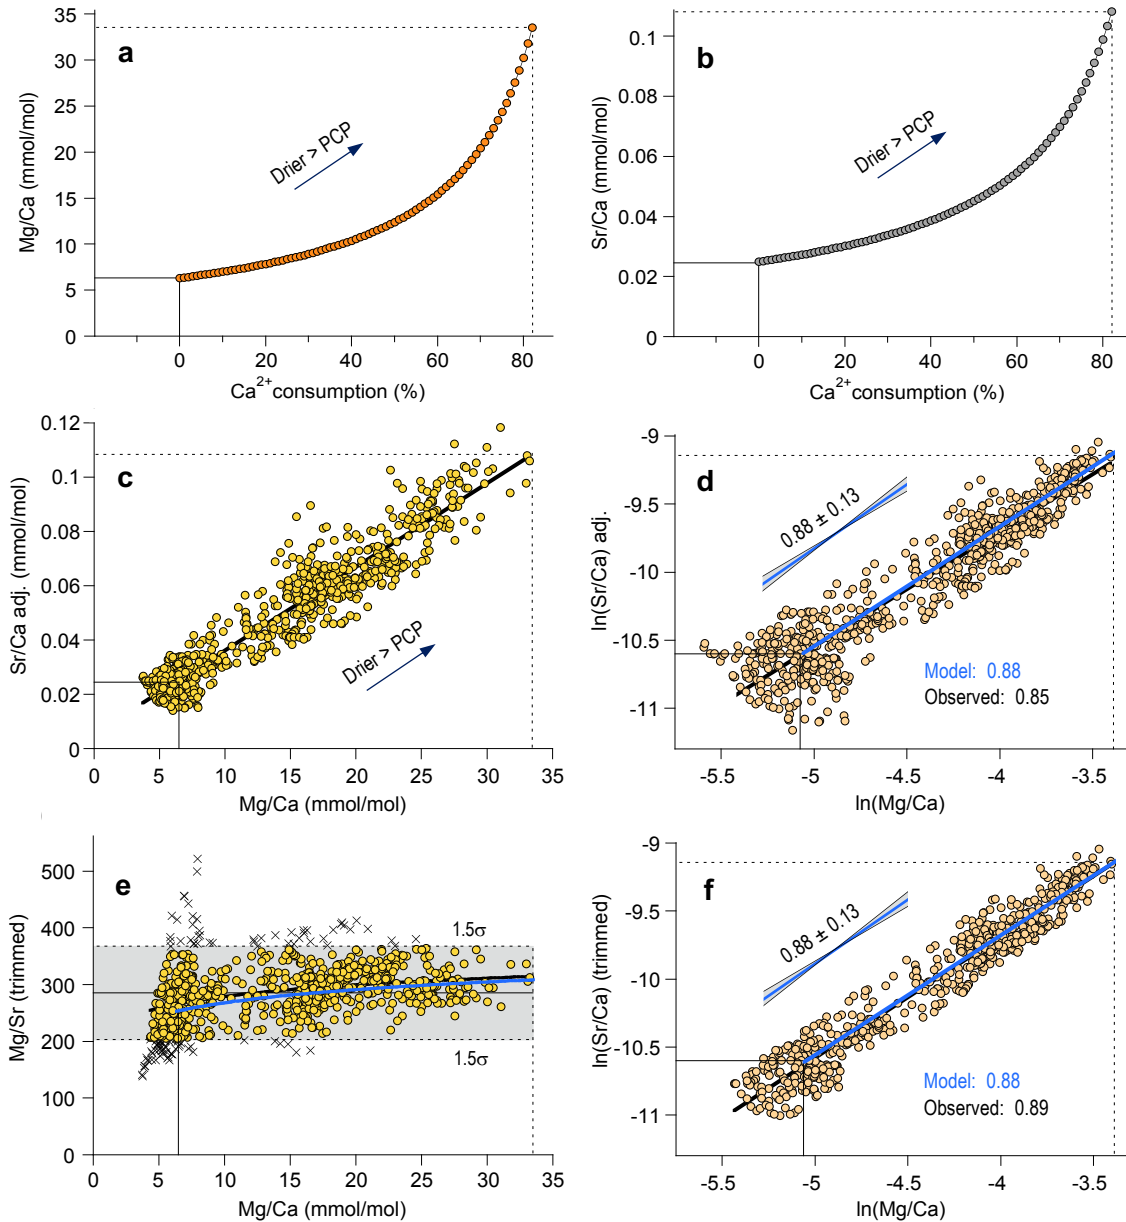 a
35
30
25
20
15
10
5
0
Mg/Ca (mmol/mol)
Drier > PCP
0
20
40
60
80
Ca²⁺consumption (%)
b
0.1
0.08
0.06
0.04
0.02
0
Sr/Ca (mmol/mol)
Drier > PCP
0
20
40
60
80
Ca²⁺consumption (%)
c
0.12
0.1
0.08
0.06
0.04
0.02
0
Sr/Ca adj. (mmol/mol)
Drier > PCP
0
5
10
15
20
25
30
35
Mg/Ca (mmol/mol)
d
-9
-9.5
-10
-10.5
-11
ln(Sr/Ca) adj.
0.88 ± 0.13
Model: 0.88
Observed: 0.85
-5.5
-5
-4.5
-4
-3.5
ln(Mg/Ca)
e
500
400
300
200
100
0
Mg/Sr (trimmed)
1.5σ
1.5σ
0
5
10
15
20
25
30
35
Mg/Ca (mmol/mol)
f
-9
-9.5
-10
-10.5
-11
ln(Sr/Ca) (trimmed)
0.88 ± 0.13
Model: 0.88
Observed: 0.89
-5.5
-5
-4.5
-4
-3.5
ln(Mg/Ca)